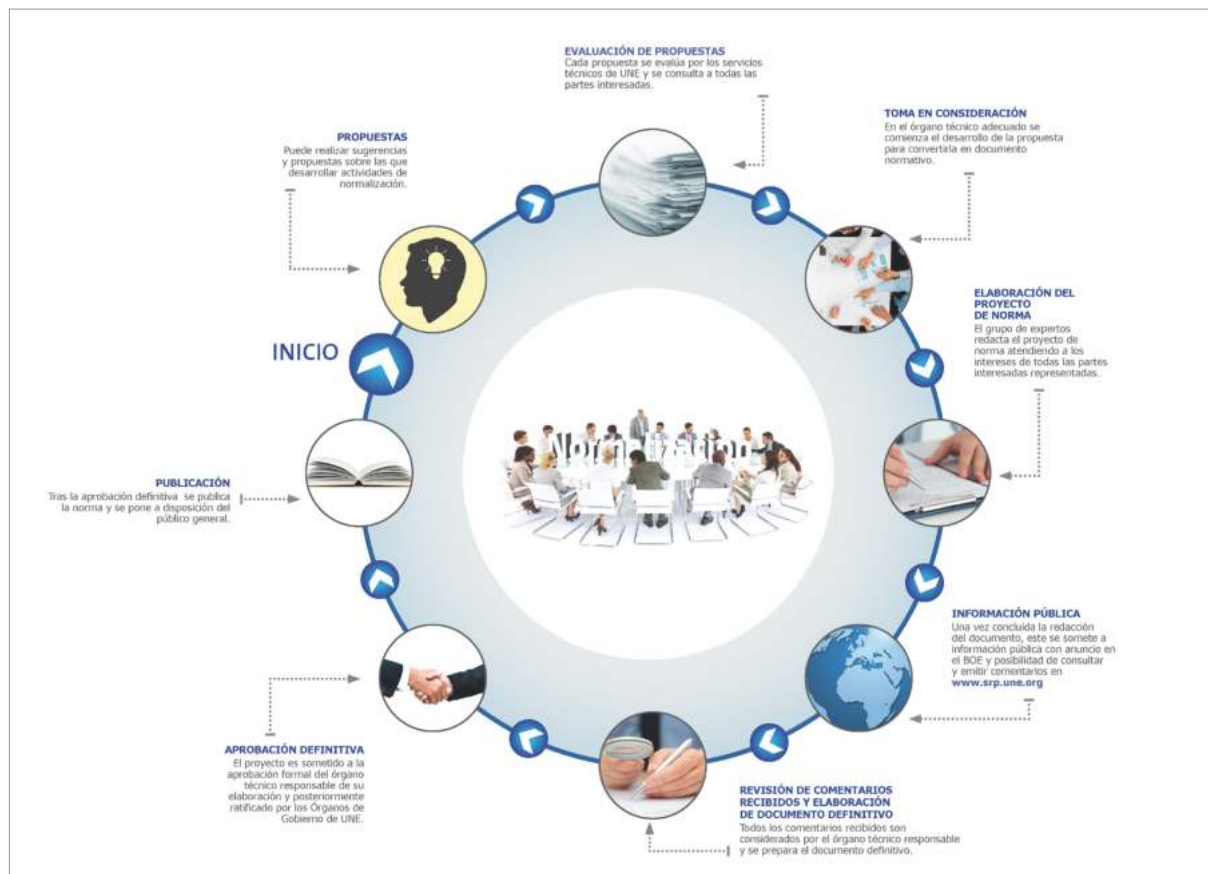 EVALUACIÓN DE PROPUESTAS
Cada propuesta se evalúa por los servicios
técnicos de UNE y se consulta a todas las
partes interesadas.
TOMA EN CONSIDERACIÓN
En el órgano técnico adecuado se
comienza el desarrollo de la propuesta
para convertirla en documento
normativo.
PROPUESTAS
Puede realizar sugerencias
y propuestas sobre las que
desarrollar actividades de
normalización.
ELABORACIÓN DEL
PROYECTO
DE NORMA
El grupo de expertos
redacta el proyecto de
norma atendiendo a los
intereses de todas las partes
interesadas representadas.
INICIO
Normalización
PUBLICACIÓN
Tras la aprobación definitiva se publica
la norma y se pone a disposición del
público general.
INFORMACIÓN PÚBLICA
Una vez concluida la redacción
del documento, este se somete a
información pública con anuncio en
el BOE y posibilidad de consultar
y emitir comentarios en
www.srp.une.org
APROBACIÓN DEFINITIVA
El proyecto es sometido a la
aprobación formal del órgano
técnico responsable de su
elaboración y posteriormente
ratificado por los Órganos de
Gobierno de UNE.
REVISIÓN DE COMENTARIOS
RECIBIDOS Y ELABORACIÓN
DE DOCUMENTO DEFINITIVO
Todos los comentarios recibidos son
considerados por el órgano técnico responsable
y se prepara el documento definitivo.